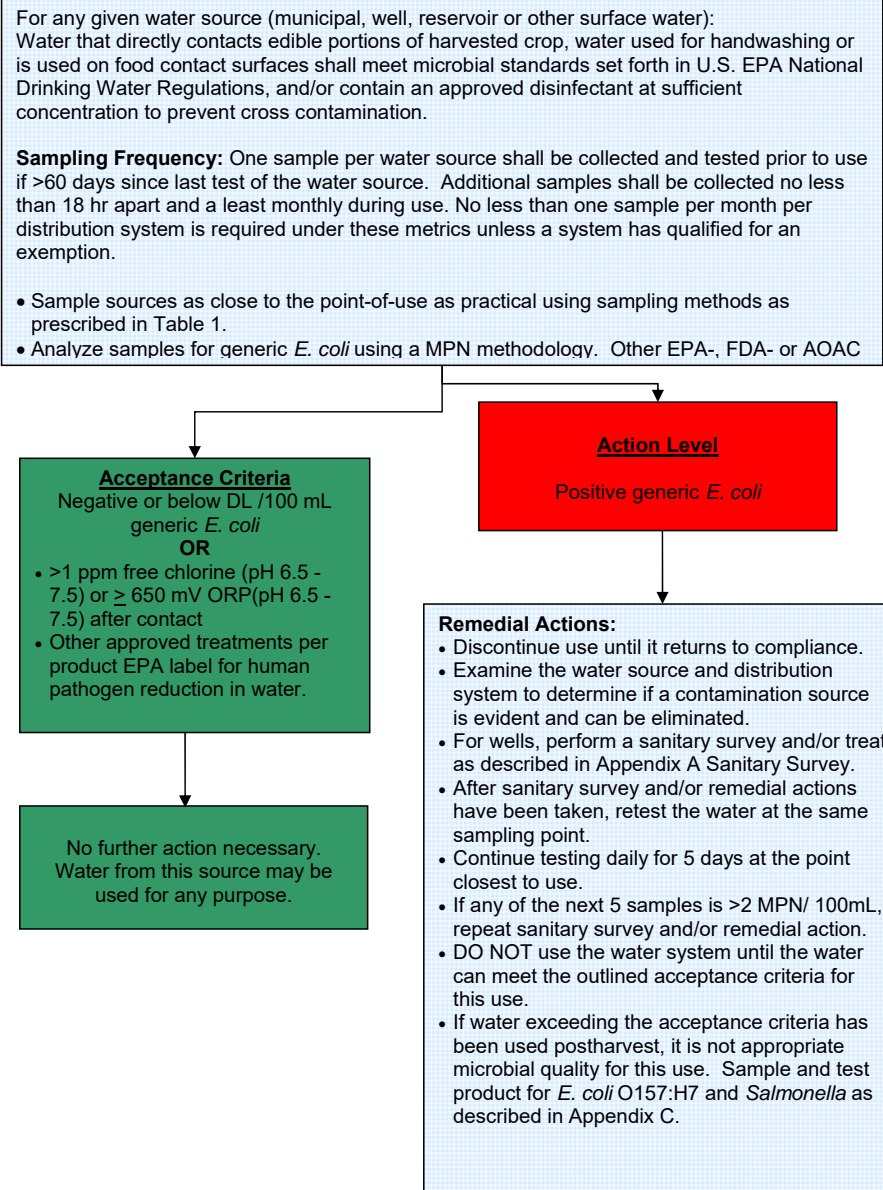 For any given water source (municipal, well, reservoir or other surface water):
Water that directly contacts edible portions of harvested crop, water used for handwashing or
is used on food contact surfaces shall meet microbial standards set forth in U.S. EPA National
Drinking Water Regulations, and/or contain an approved disinfectant at sufficient
concentration to prevent cross contamination.
Sampling Frequency: One sample per water source shall be collected and tested prior to use
if >60 days since last test of the water source. Additional samples shall be collected no less
than 18 hr apart and a least monthly during use. No less than one sample per month per
distribution system is required under these metrics unless a system has qualified for an
exemption.
• Sample sources as close to the point-of-use as practical using sampling methods as
prescribed in Table 1.
• Analyze samples for generic E. coli using a MPN methodology. Other EPA-, FDA- or AOAC
Acceptance Criteria
Negative or below DL /100 mL
generic E. coli
OR
• >1 ppm free chlorine (pH 6.5 -
7.5) or ≥ 650 mV ORP(pH 6.5 -
7.5) after contact
• Other approved treatments per
product EPA label for human
pathogen reduction in water.
No further action necessary.
Water from this source may be
used for any purpose.
Action Level
Positive generic E. coli
Remedial Actions:
• Discontinue use until it returns to compliance.
• Examine the water source and distribution
system to determine if a contamination source
is evident and can be eliminated.
• For wells, perform a sanitary survey and/or treat
as described in Appendix A Sanitary Survey.
• After sanitary survey and/or remedial actions
have been taken, retest the water at the same
sampling point.
• Continue testing daily for 5 days at the point
closest to use.
• If any of the next 5 samples is >2 MPN/ 100mL,
repeat sanitary survey and/or remedial action.
• DO NOT use the water system until the water
can meet the outlined acceptance criteria for
this use.
• If water exceeding the acceptance criteria has
been used postharvest, it is not appropriate
microbial quality for this use. Sample and test
product for E. coli O157:H7 and Salmonella as
described in Appendix C.